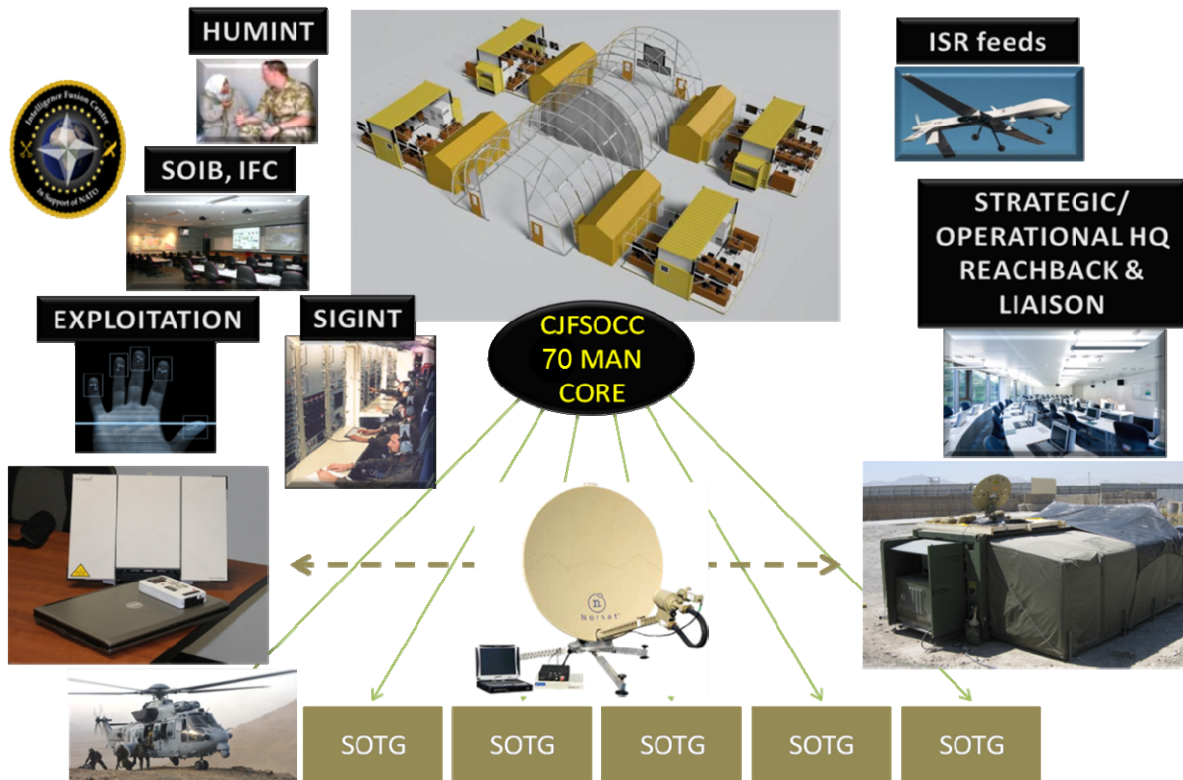 HUMINT
ISR feeds
Intelligence Fusion Centre
In Support of NATO
SOIB, IFC
STRATEGIC/
OPERATIONAL HQ
REACHBACK &
LIAISON
EXPLOITATION
SIGINT
CJFSOCC
70 MAN
CORE
n
Norsat
SOTG
SOTG
SOTG
SOTG
SOTG